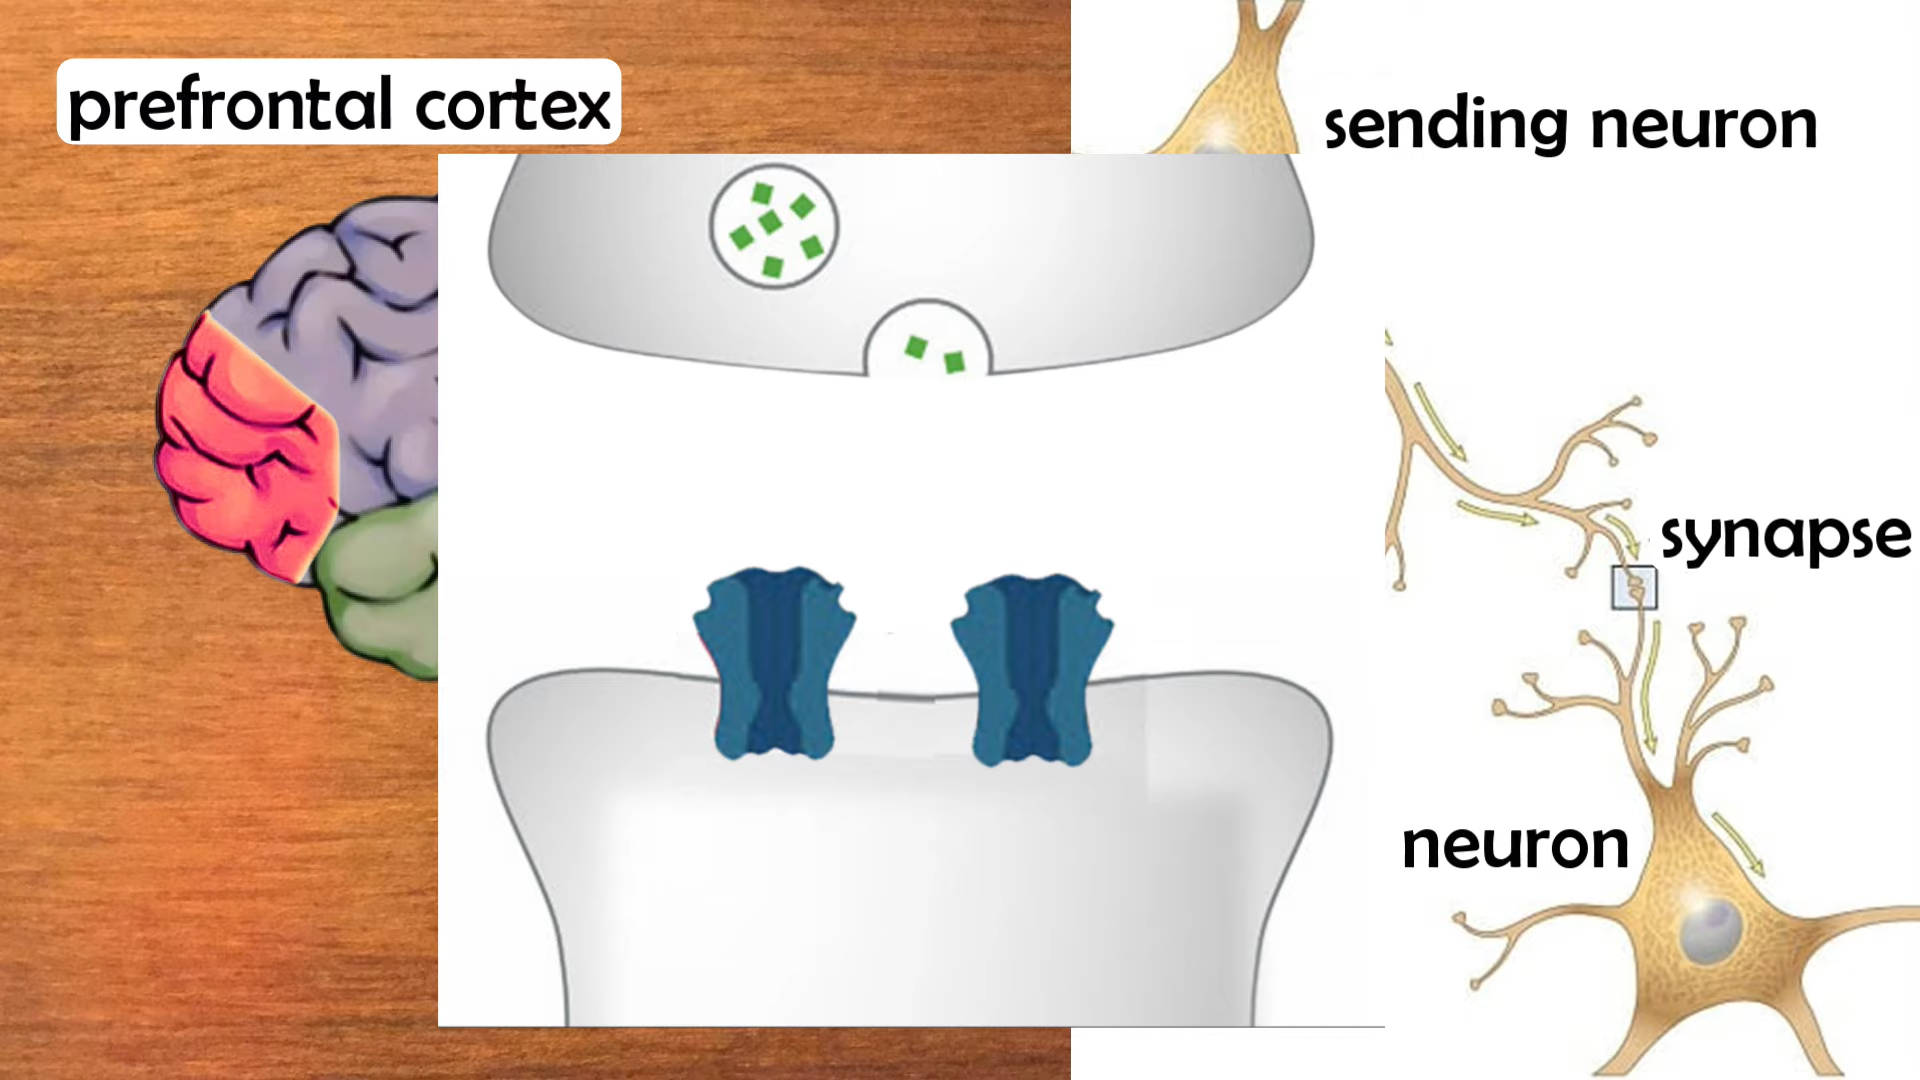 prefrontal cortex
sending neuron
synapse
neuron